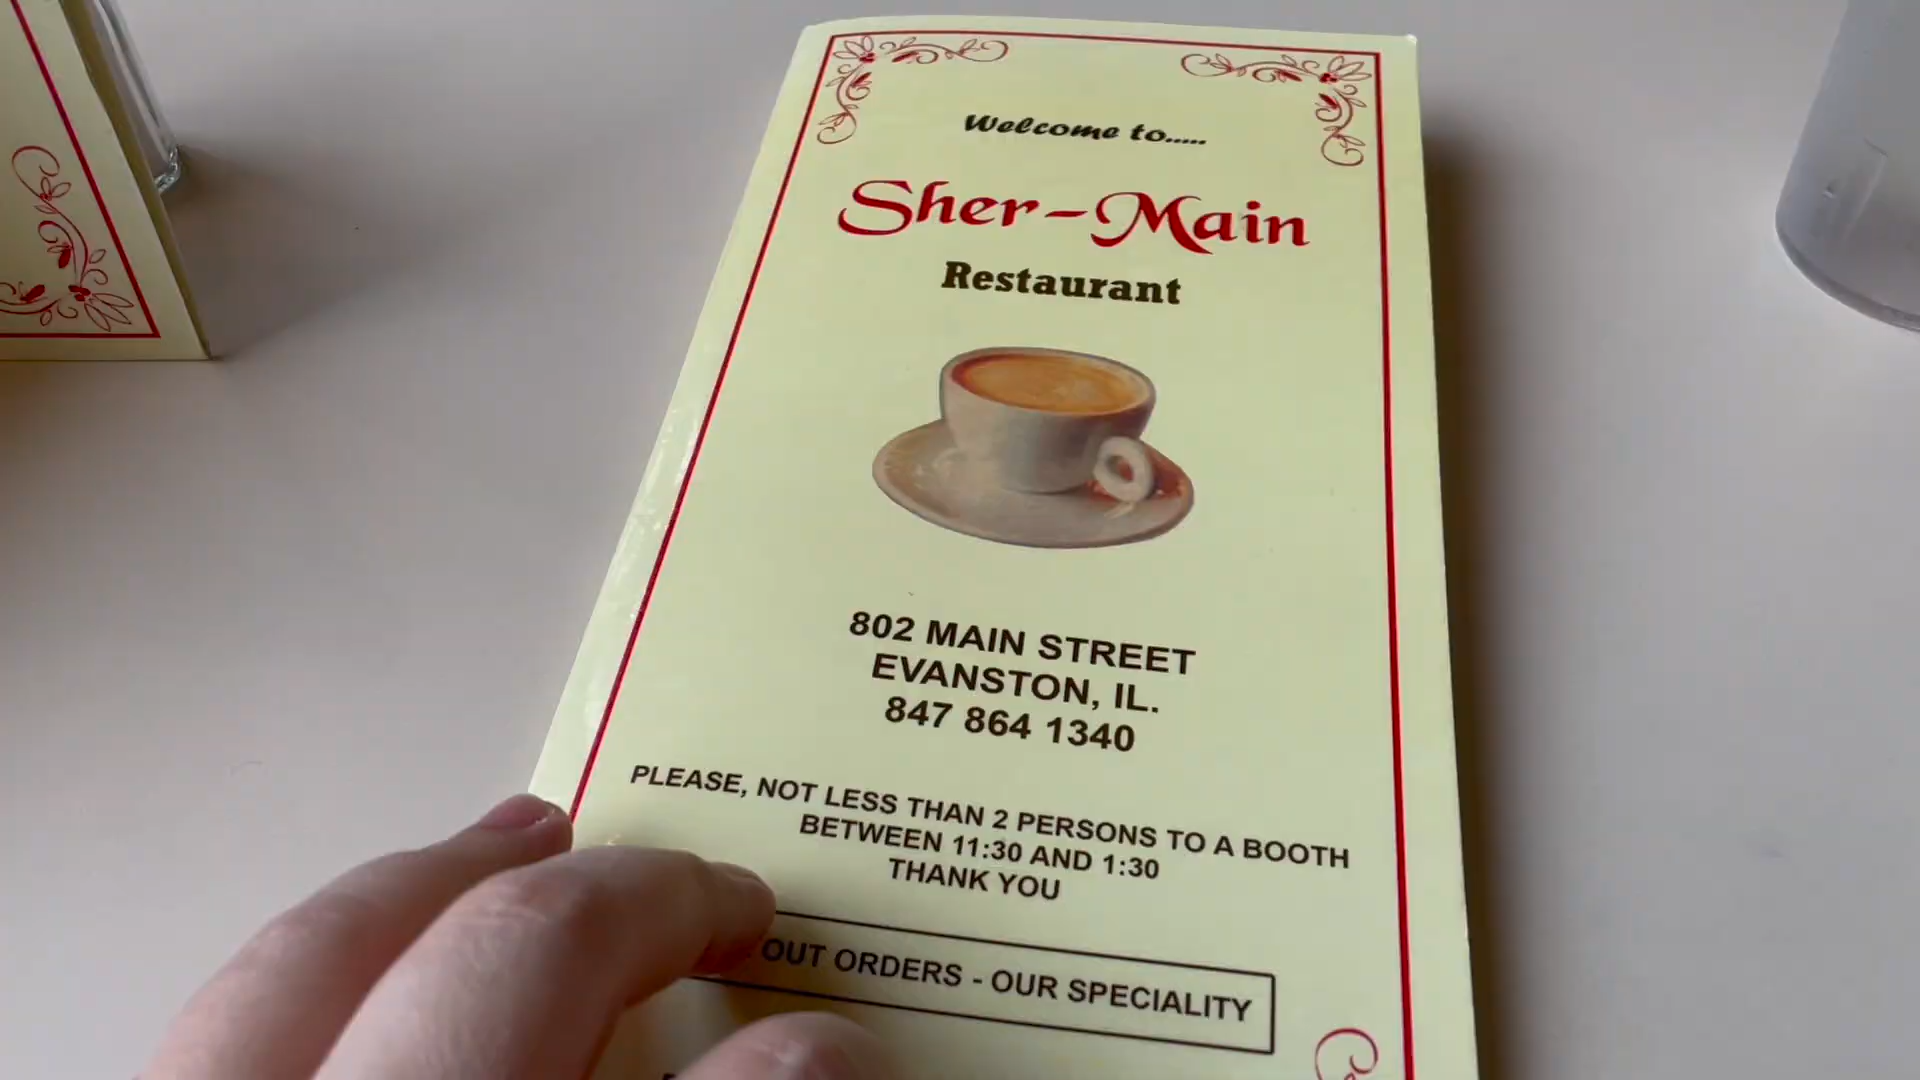 Welcome to.....
Sher-Main
Restaurant
802 MAIN STREET
EVANSTON, IL.
847 864 1340
PLEASE, NOT LESS THAN 2 PERSONS TO A BOOTH
BETWEEN 11:30 AND 1:30
THANK YOU
OUT ORDERS - OUR SPECIALITY